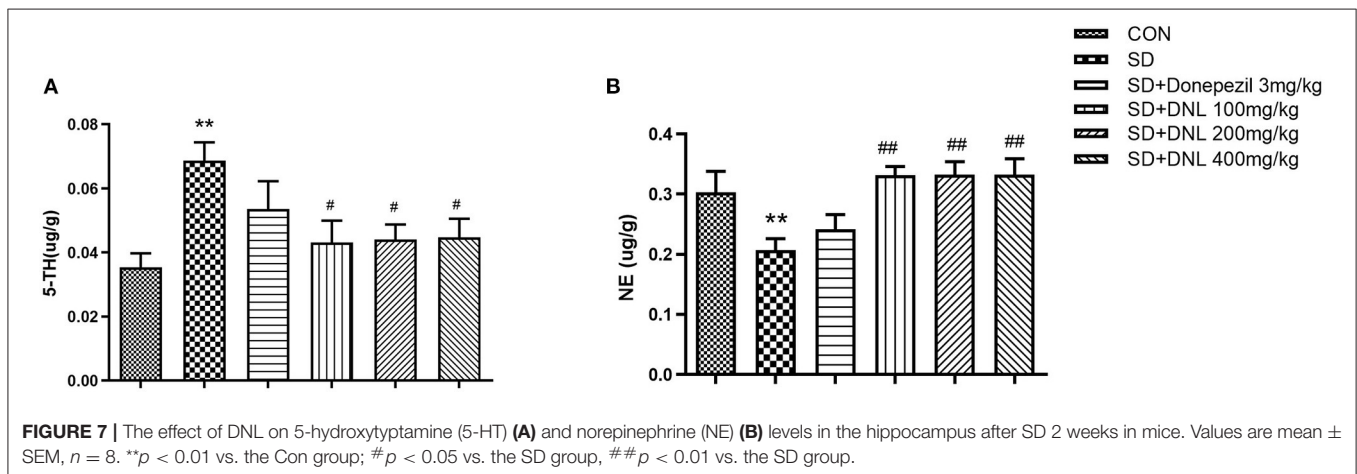 CON
SD
SD+Donepezil 3mg/kg
SD+DNL 100mg/kg
SD+DNL 200mg/kg
SD+DNL 400mg/kg
A
5-TH(ug/g)
0.08
0.06
0.04
0.02
0.00
**
#
#
#
B
NE (ug/g)
0.4
0.3
0.2
0.1
0.0
**
##
##
##
FIGURE 7 | The effect of DNL on 5-hydroxytyptamine (5-HT) (A) and norepinephrine (NE) (B) levels in the hippocampus after SD 2 weeks in mice. Values are mean ±
SEM, n = 8. **p < 0.01 vs. the Con group; #p < 0.05 vs. the SD group, ##p < 0.01 vs. the SD group.